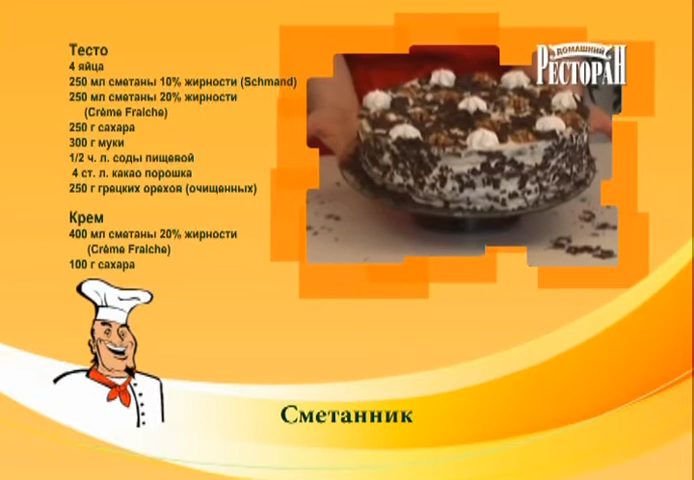 Тесто
4 яйца
250 мл сметаны 10% жирности (Schmand)
250 мл сметаны 20% жирности
(Crème Fraiche)
250 г сахара
300 г муки
1/2 ч. л. соды пищевой
4 ст. л. какао порошка
250 г грецких орехов (очищенных)
Крем
400 мл сметаны 20% жирности
(Crème Fraiche)
100 г сахара
ДОМАШНИЙ
РЕСТОРАН
Сметанник